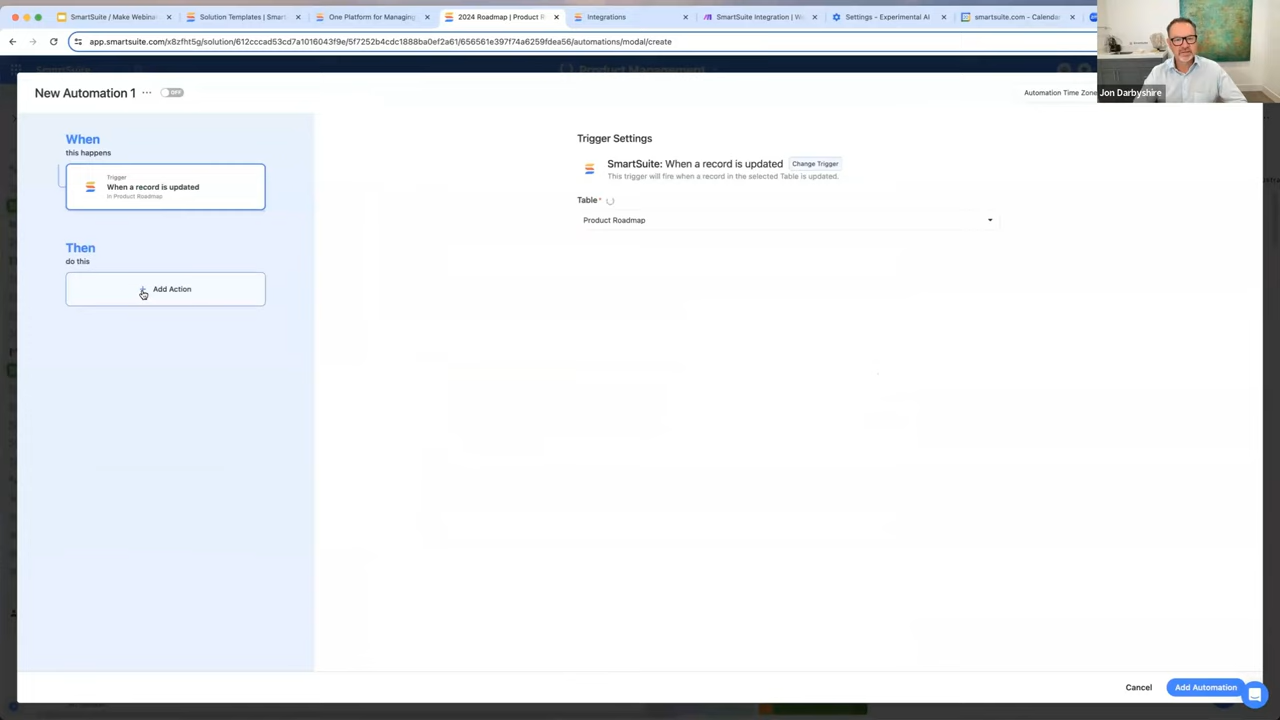 SmartSuite / Make Webinar
Solution Templates | Smart
One Platform for Managing
2024 Roadmap | Product R
Integrations
SmartSuite Integration | Wo
Settings - Experimental AI
smartsuite.com - Calendar
app.smartsuite.com/x8zfht5g/solution/612cccad53cd7a1016043f9e/5f7252b4cdc1888ba0ef2a61/656561e397f74a6259fdea56/automations/modal/create
Product Management
Jon Darbyshire
New Automation 1
OFF
Automation Time Zone
When
this happens
Trigger
When a record is updated
in Product Roadmap
Then
do this
+ Add Action
Trigger Settings
SmartSuite: When a record is updated
Change Trigger
This trigger will fire when a record in the selected Table is updated.
Table *
Product Roadmap
Cancel
Add Automation